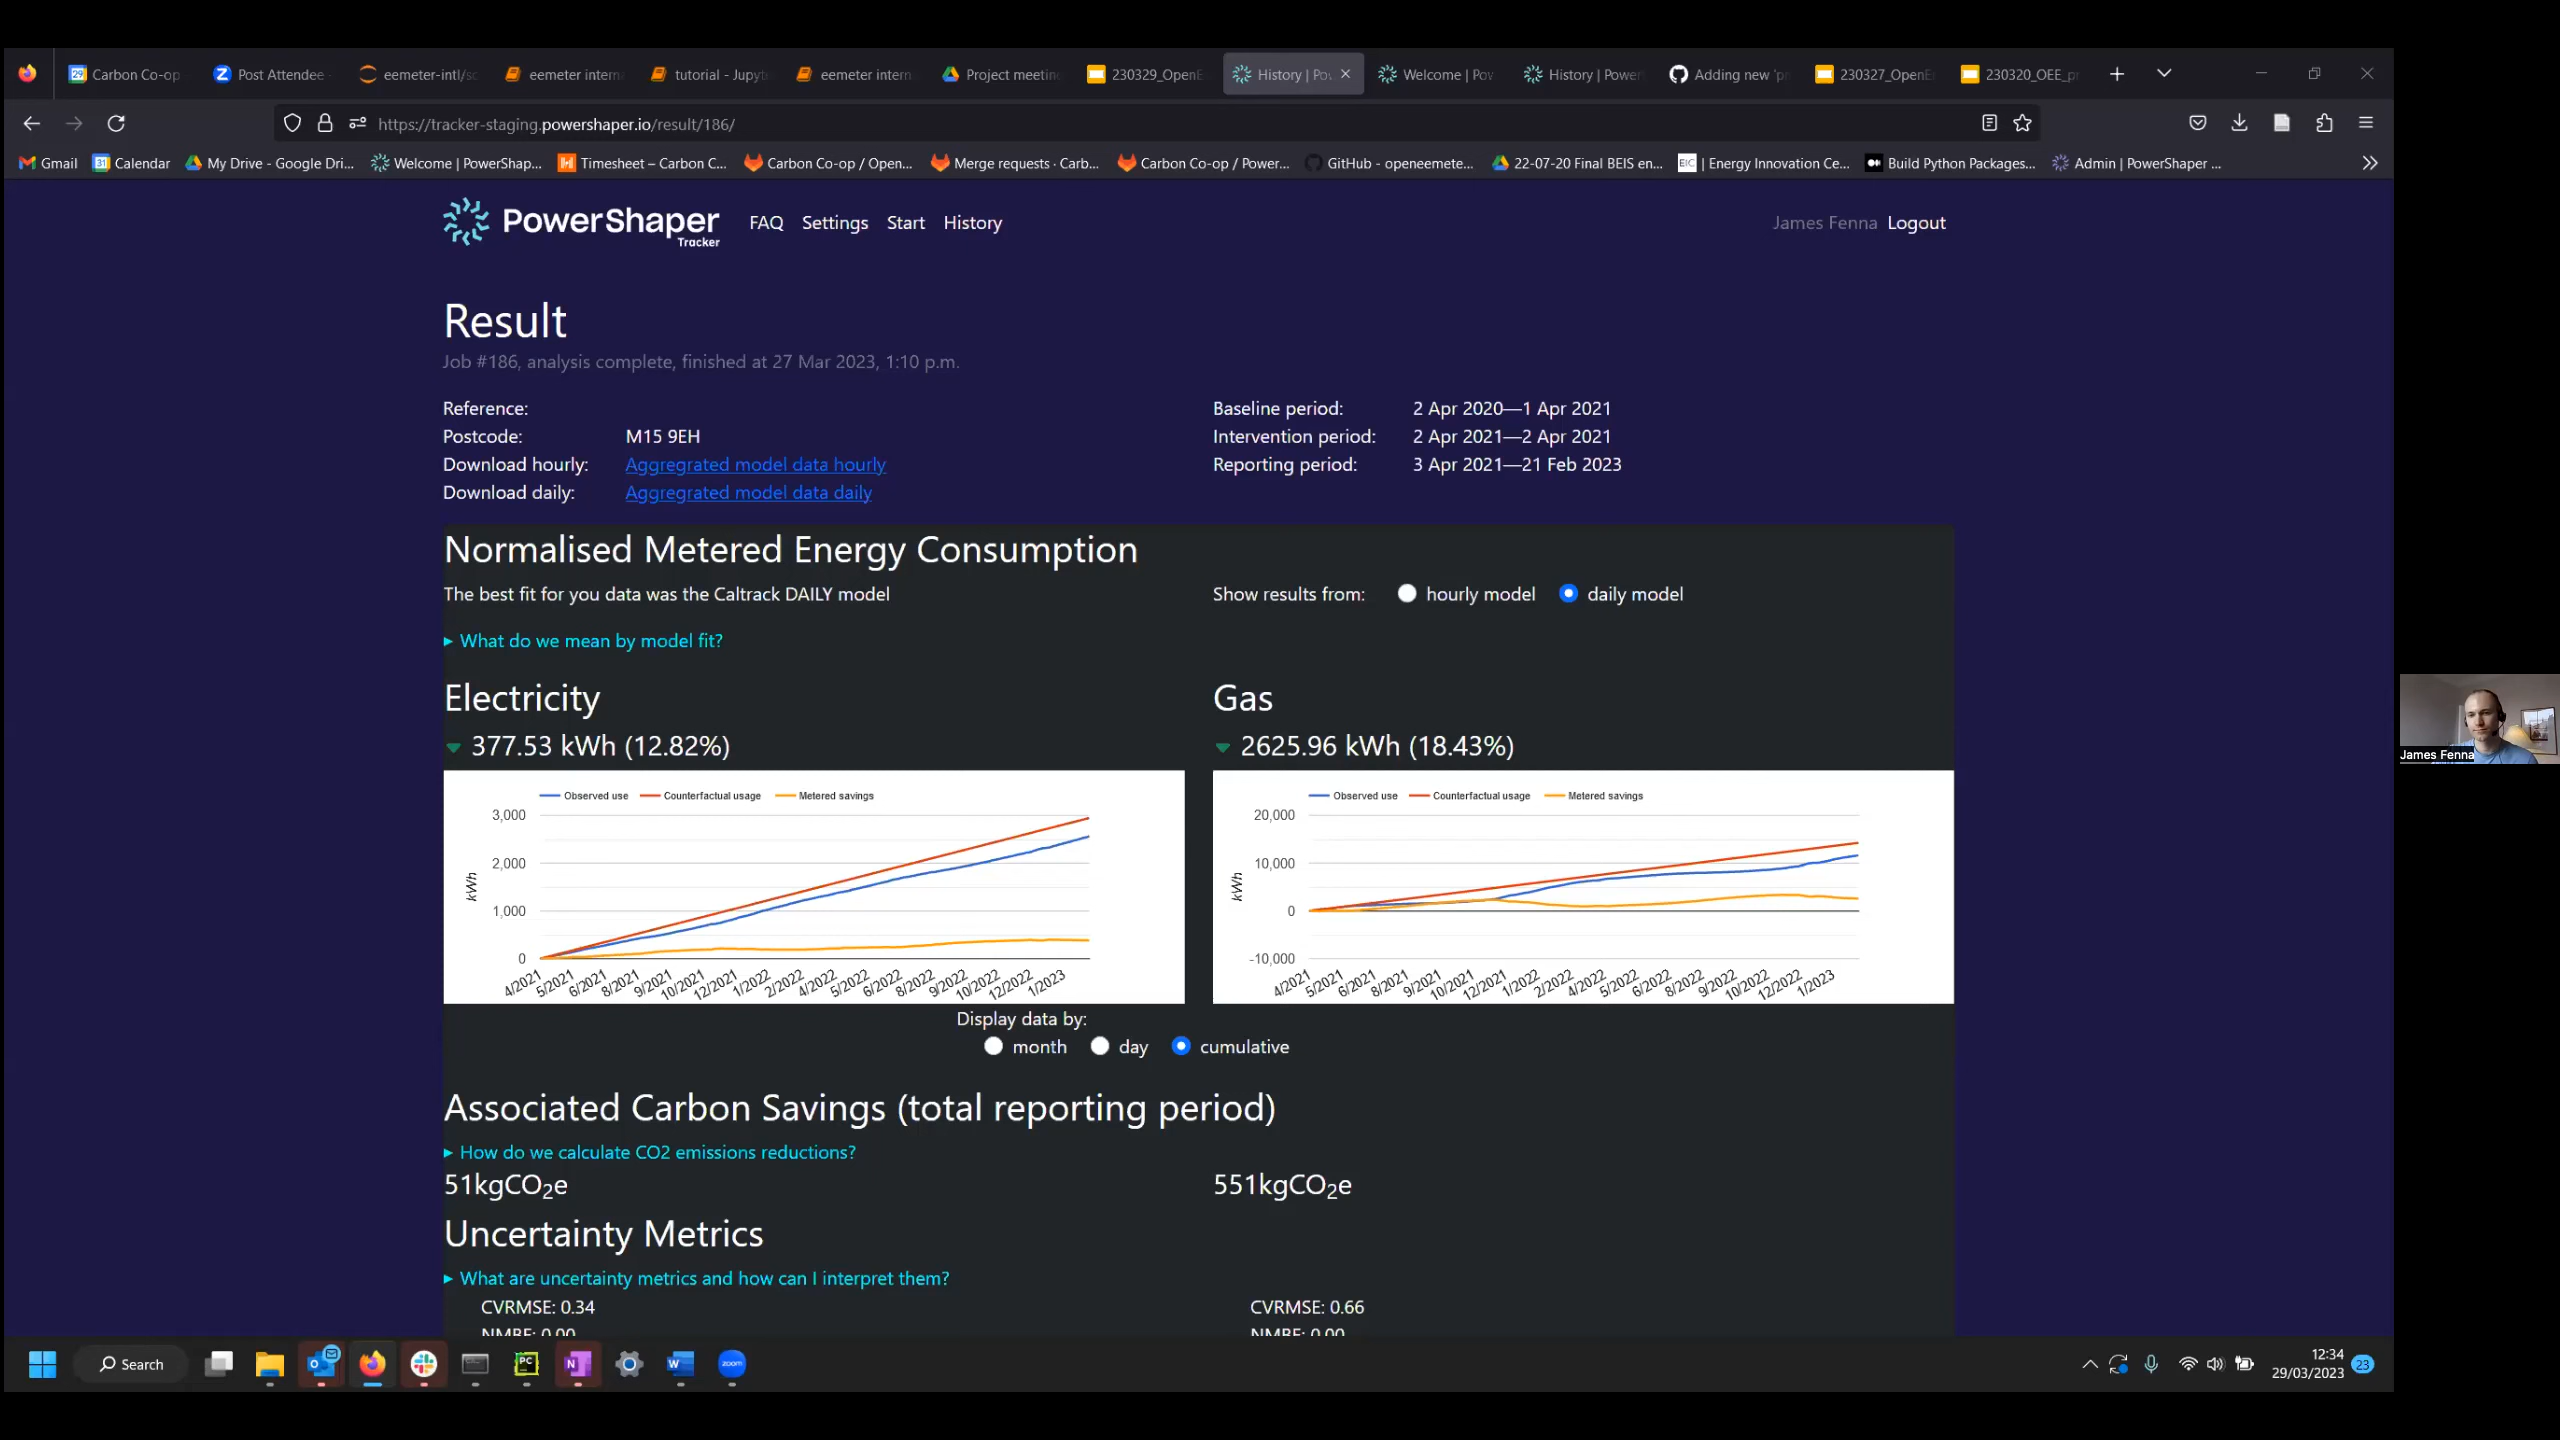 Carbon Co-op
Post Attendee
eemeter-intl/sc
eemeter intern
tutorial - Jupyt
eemeter intern
Project meetin
230329_OpenE
History | Po
Welcome | Pow
History | Power
Adding new 'p
230327_OpenE
230320_OEE_p
https://tracker-staging.powershaper.io/result/186/
Gmail
Calendar
My Drive - Google Dri...
Welcome | PowerShap...
Timesheet – Carbon C...
Carbon Co-op / Open...
Merge requests · Carb...
Carbon Co-op / Power...
GitHub - openeemete...
22-07-20 Final BEIS en...
EIC | Energy Innovation Ce...
Build Python Packages...
Admin | PowerShaper ...
PowerShaper
Tracker
FAQ
Settings
Start
History
James Fenna
Logout
Result
Job #186, analysis complete, finished at 27 Mar 2023, 1:10 p.m.
Reference:
Postcode: M15 9EH
Download hourly: Aggregrated model data hourly
Download daily: Aggregrated model data daily
Baseline period: 2 Apr 2020—1 Apr 2021
Intervention period: 2 Apr 2021—2 Apr 2021
Reporting period: 3 Apr 2021—21 Feb 2023
Normalised Metered Energy Consumption
The best fit for you data was the Caltrack DAILY model
Show results from: hourly model daily model
▸ What do we mean by model fit?
Electricity
377.53 kWh (12.82%)
Observed use Counterfactual usage Metered savings
3,000
2,000
1,000
0
kWh
4/2021 5/2021 6/2021 8/2021 9/2021 10/2021 12/2021 1/2022 2/2022 4/2022 5/2022 6/2022 8/2022 9/2022 10/2022 12/2022 1/2023
Gas
2625.96 kWh (18.43%)
Observed use Counterfactual usage Metered savings
20,000
10,000
0
-10,000
kWh
4/2021 5/2021 6/2021 8/2021 9/2021 10/2021 12/2021 1/2022 2/2022 4/2022 5/2022 6/2022 8/2022 9/2022 10/2022 12/2022 1/2023
Display data by:
month day cumulative
Associated Carbon Savings (total reporting period)
▸ How do we calculate CO2 emissions reductions?
51kgCO₂e
551kgCO₂e
Uncertainty Metrics
▸ What are uncertainty metrics and how can I interpret them?
CVRMSE: 0.34
CVRMSE: 0.66
NMBE: 0.00
NMBE: 0.00
James Fenna
Search
zoom
12:34
29/03/2023
23